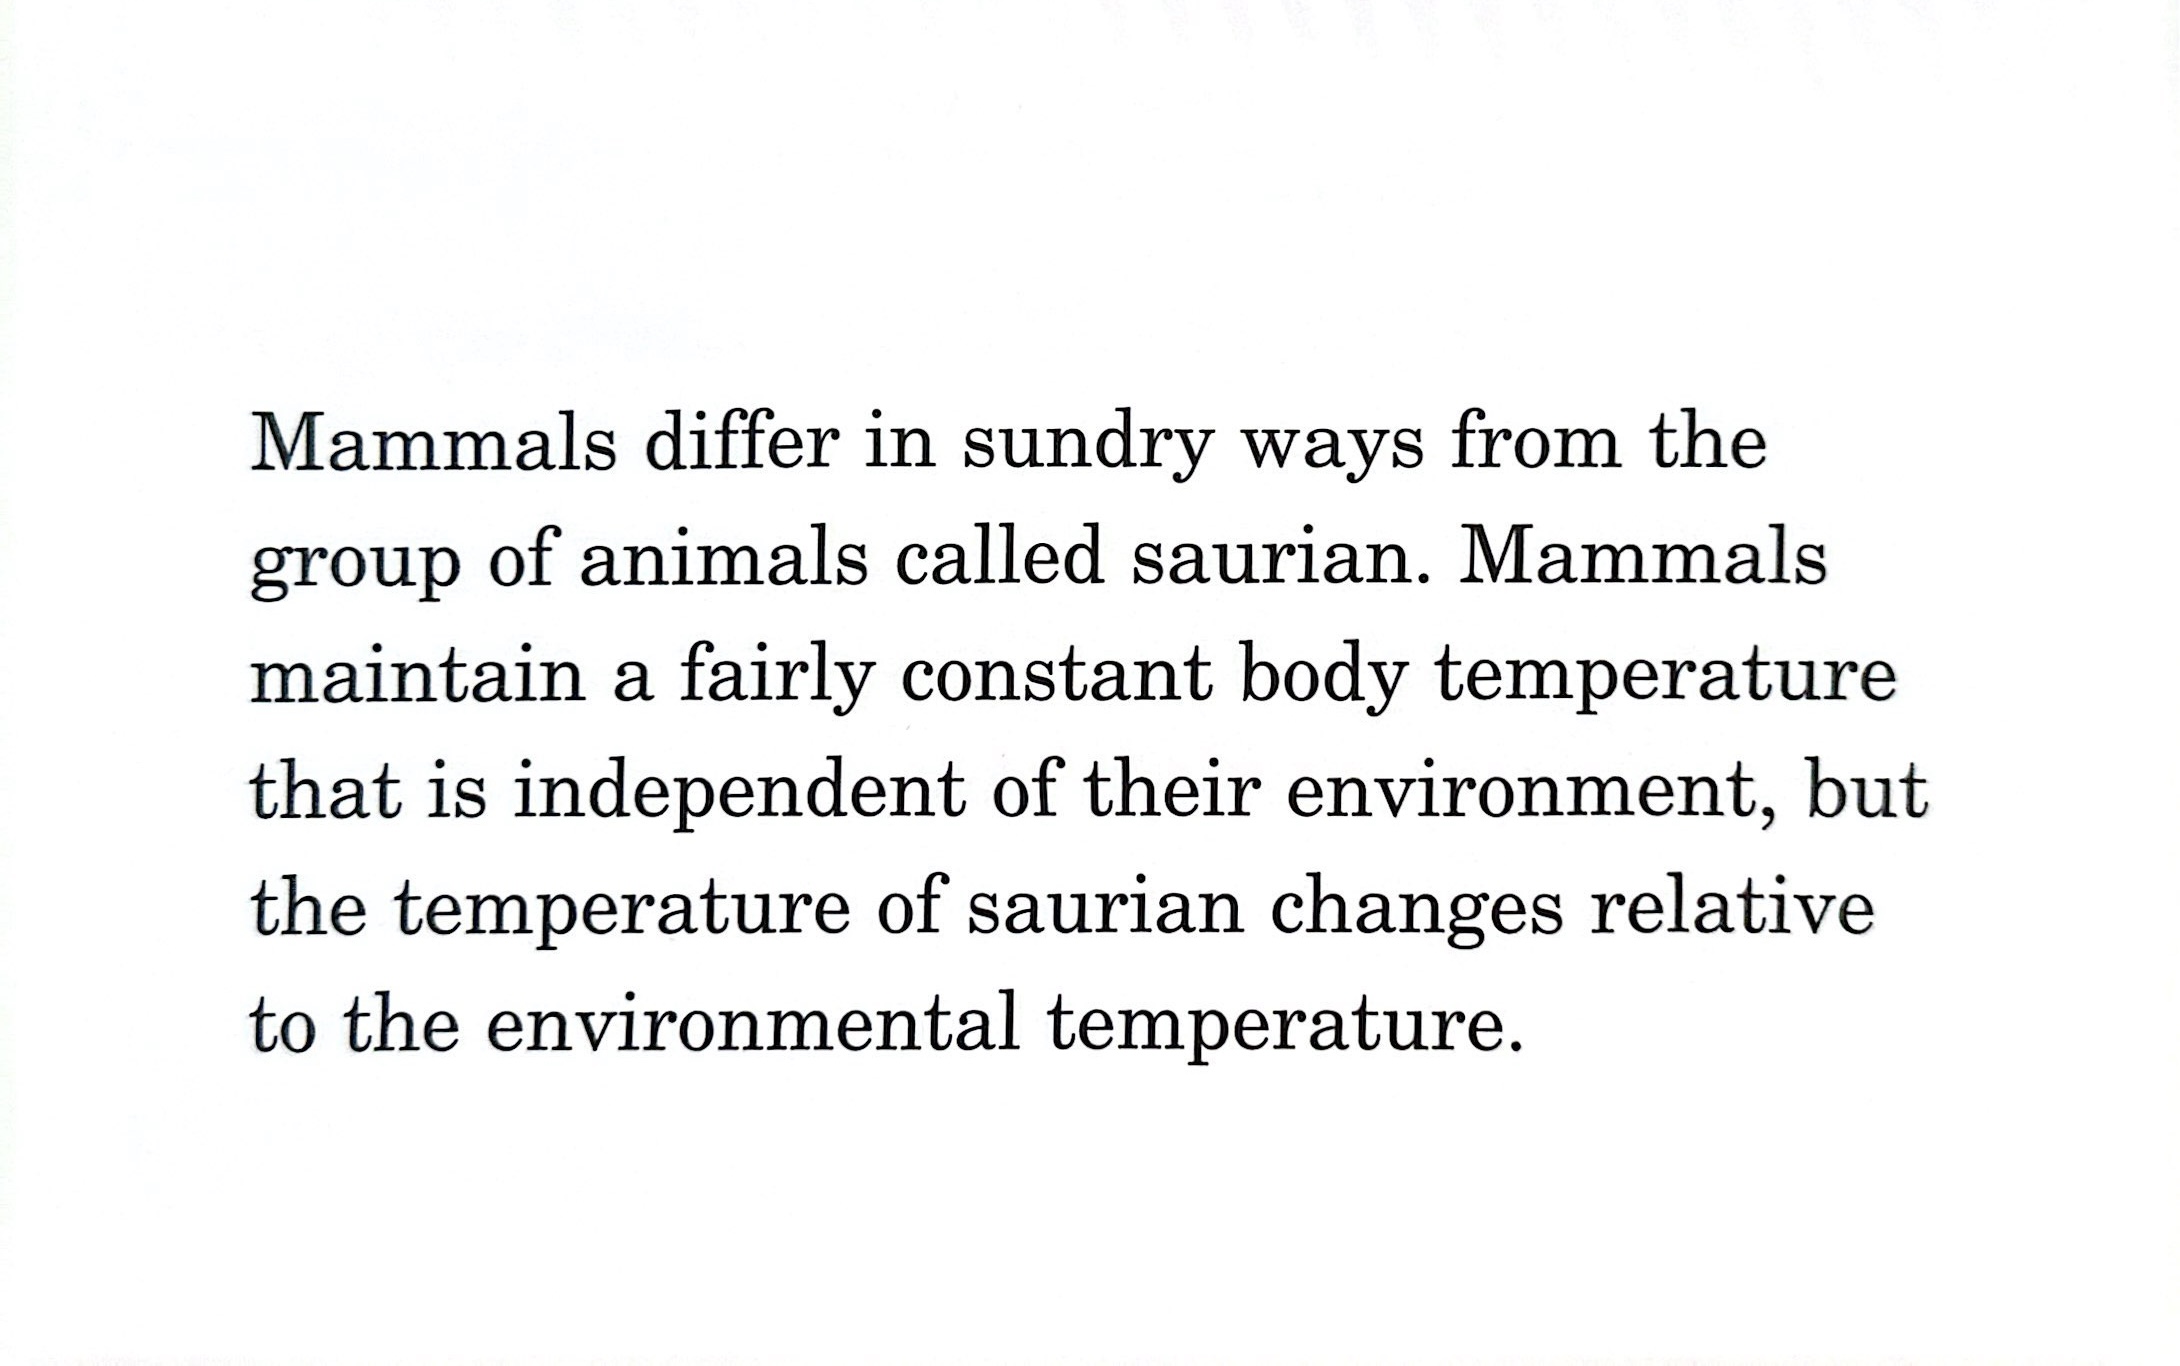 Mammals differ in sundry ways from the
group of animals called saurian. Mammals
maintain a fairly constant body temperature
that is independent of their environment, but
the temperature of saurian changes relative
to the environmental temperature.